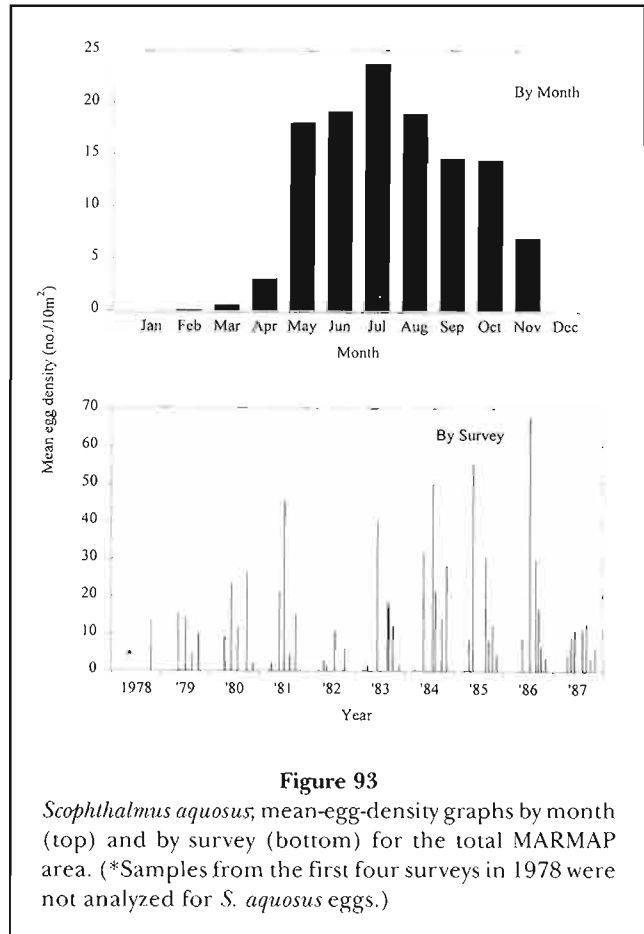 25
By Month
20
15
10
5
0
Jan Feb Mar Apr May Jun Jul Aug Sep Oct Nov Dec
Month
Mean egg density (no./10m²)
70
By Survey
60
50
40
30
20
10
*
0
1978 '79 '80 '81 '82 '83 '84 '85 '86 '87
Year
Figure 93
Scophthalmus aquosus; mean-egg-density graphs by month
(top) and by survey (bottom) for the total MARMAP
area. (*Samples from the first four surveys in 1978 were
not analyzed for S. aquosus eggs.)